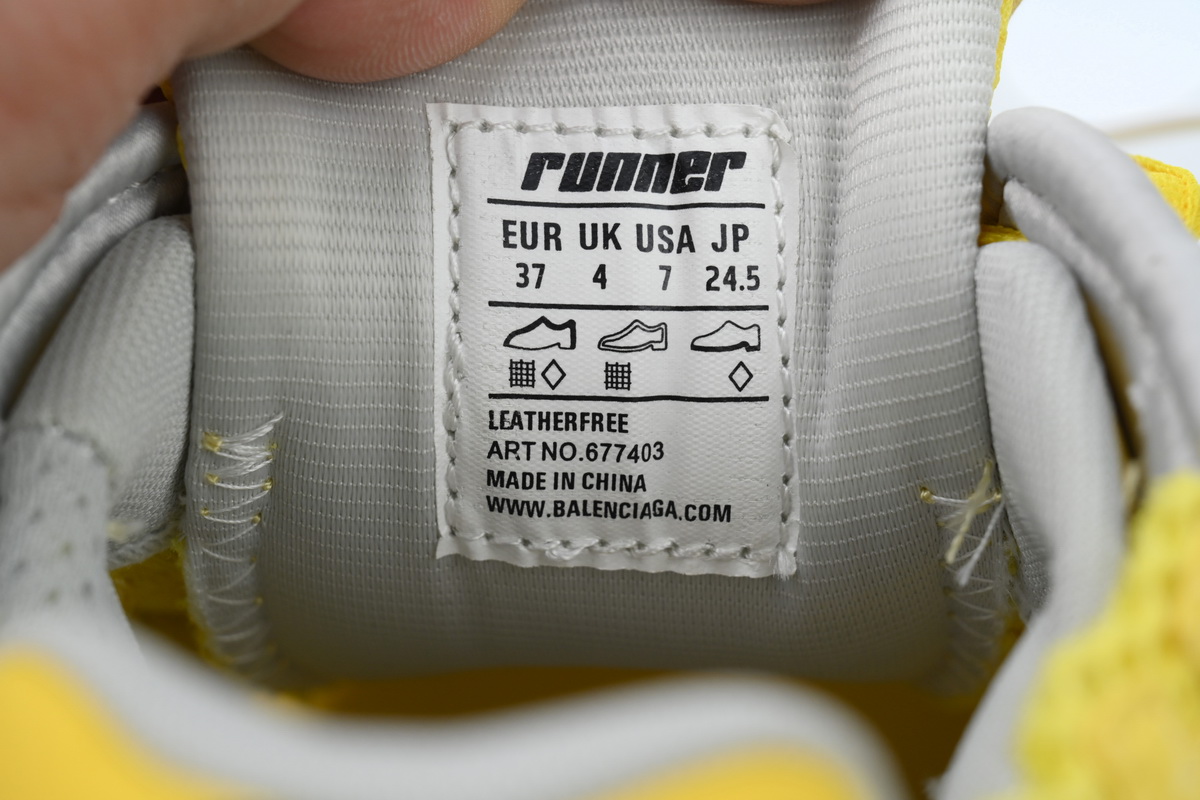 runner
EUR UK USA JP
37 4 7 24.5
LEATHERFREE
ART NO.677403
MADE IN CHINA
WWW.BALENCIAGA.COM